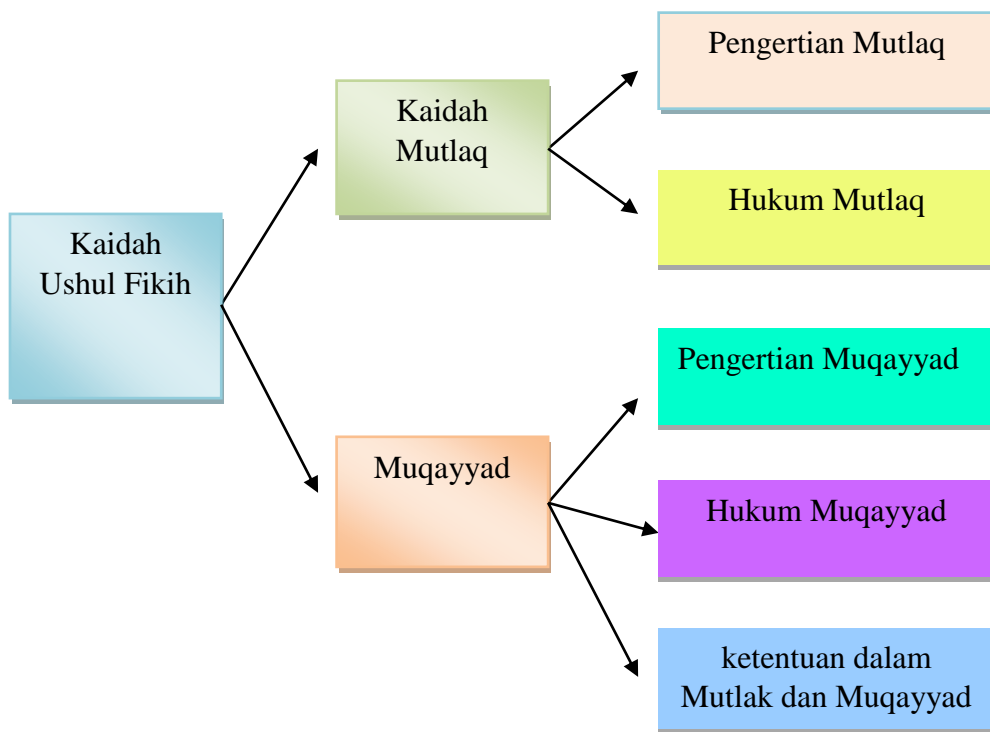 Kaidah
Ushul Fikih
Kaidah
Mutlaq
Pengertian Mutlaq
Hukum Mutlaq
Muqayyad
Pengertian Muqayyad
Hukum Muqayyad
ketentuan dalam
Mutlak dan Muqayyad